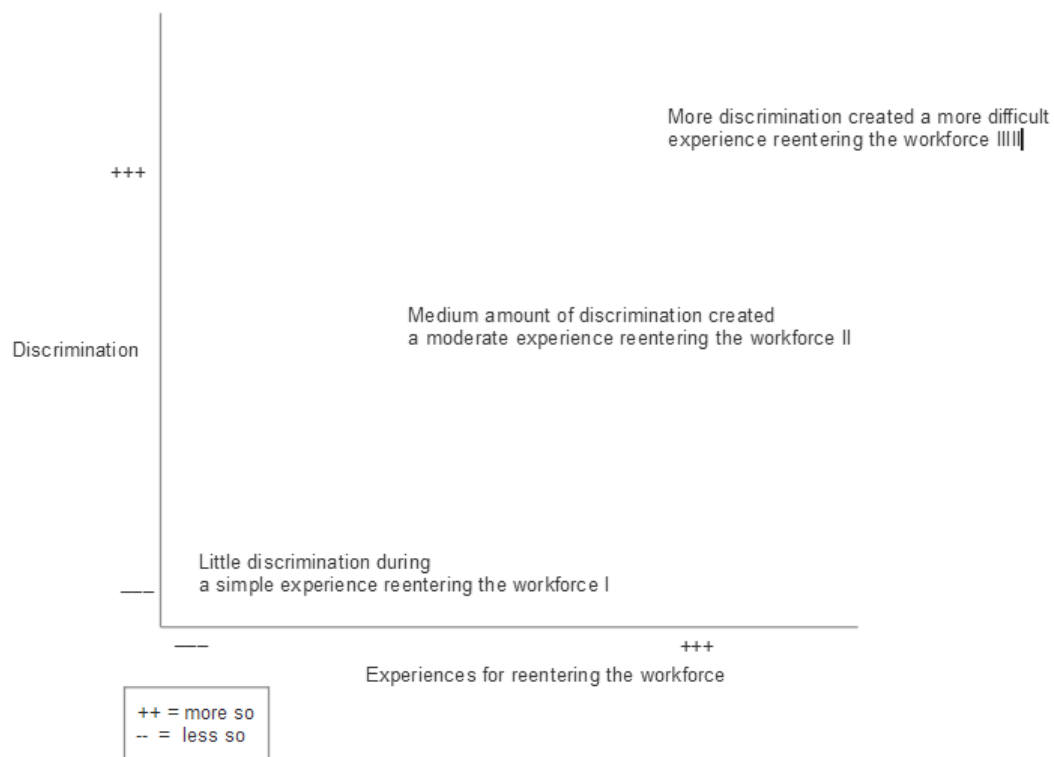 More discrimination created a more difficult
experience reentering the workforce IIIII
+++
Medium amount of discrimination created
a moderate experience reentering the workforce II
Discrimination
Little discrimination during
a simple experience reentering the workforce I
---
---
+++
Experiences for reentering the workforce
++ = more so
-- = less so